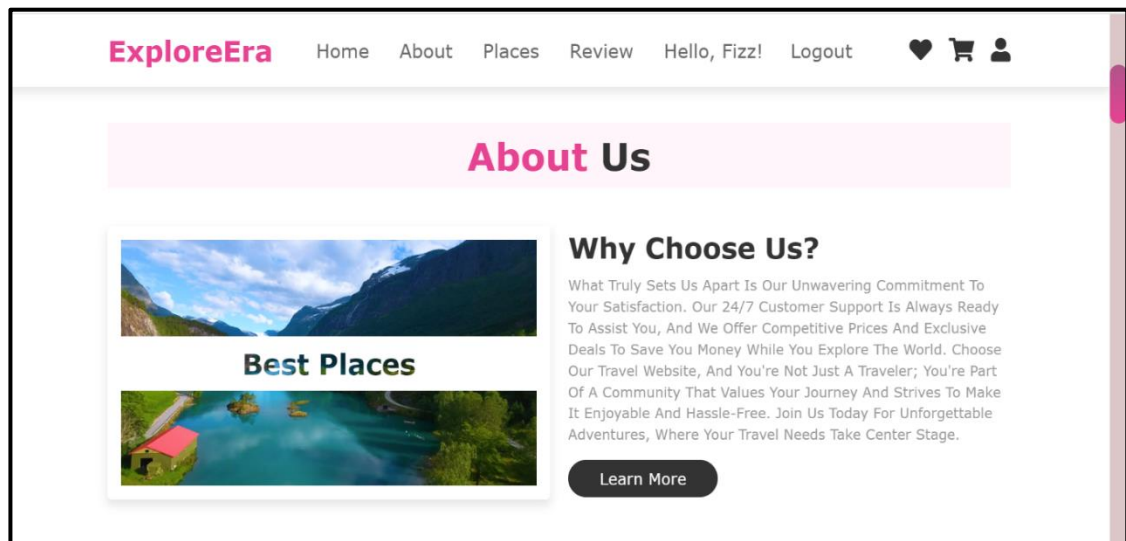 ExploreEra Home About Places Review Hello, Fizz! Logout
About Us
Best Places
Why Choose Us?
What Truly Sets Us Apart Is Our Unwavering Commitment To
Your Satisfaction. Our 24/7 Customer Support Is Always Ready
To Assist You, And We Offer Competitive Prices And Exclusive
Deals To Save You Money While You Explore The World. Choose
Our Travel Website, And You're Not Just A Traveler; You're Part
Of A Community That Values Your Journey And Strives To Make
It Enjoyable And Hassle-Free. Join Us Today For Unforgettable
Adventures, Where Your Travel Needs Take Center Stage.
Learn More